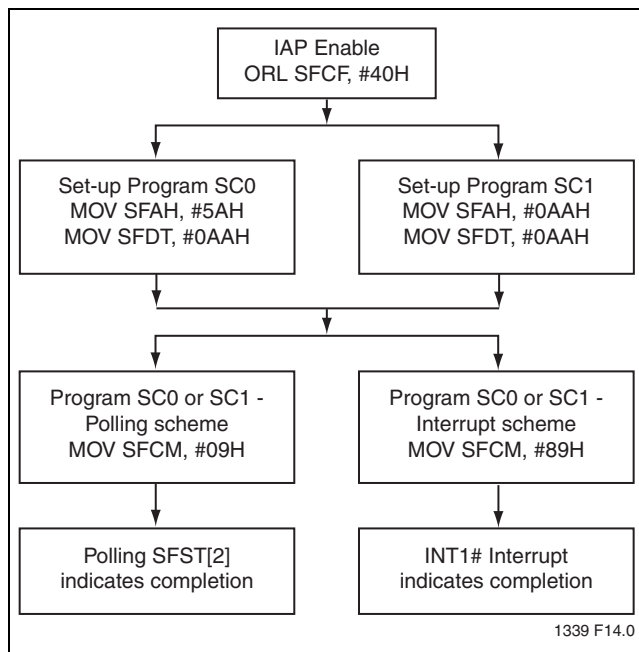 IAP Enable
ORL SFCF, #40H
Set-up Program SC0
MOV SFAH, #5AH
MOV SFDT, #0AAH
Set-up Program SC1
MOV SFAH, #0AAH
MOV SFDT, #0AAH
Program SC0 or SC1 -
Polling scheme
MOV SFCM, #09H
Program SC0 or SC1 -
Interrupt scheme
MOV SFCM, #89H
Polling SFST[2]
indicates completion
INT1# Interrupt
indicates completion
1339 F14.0